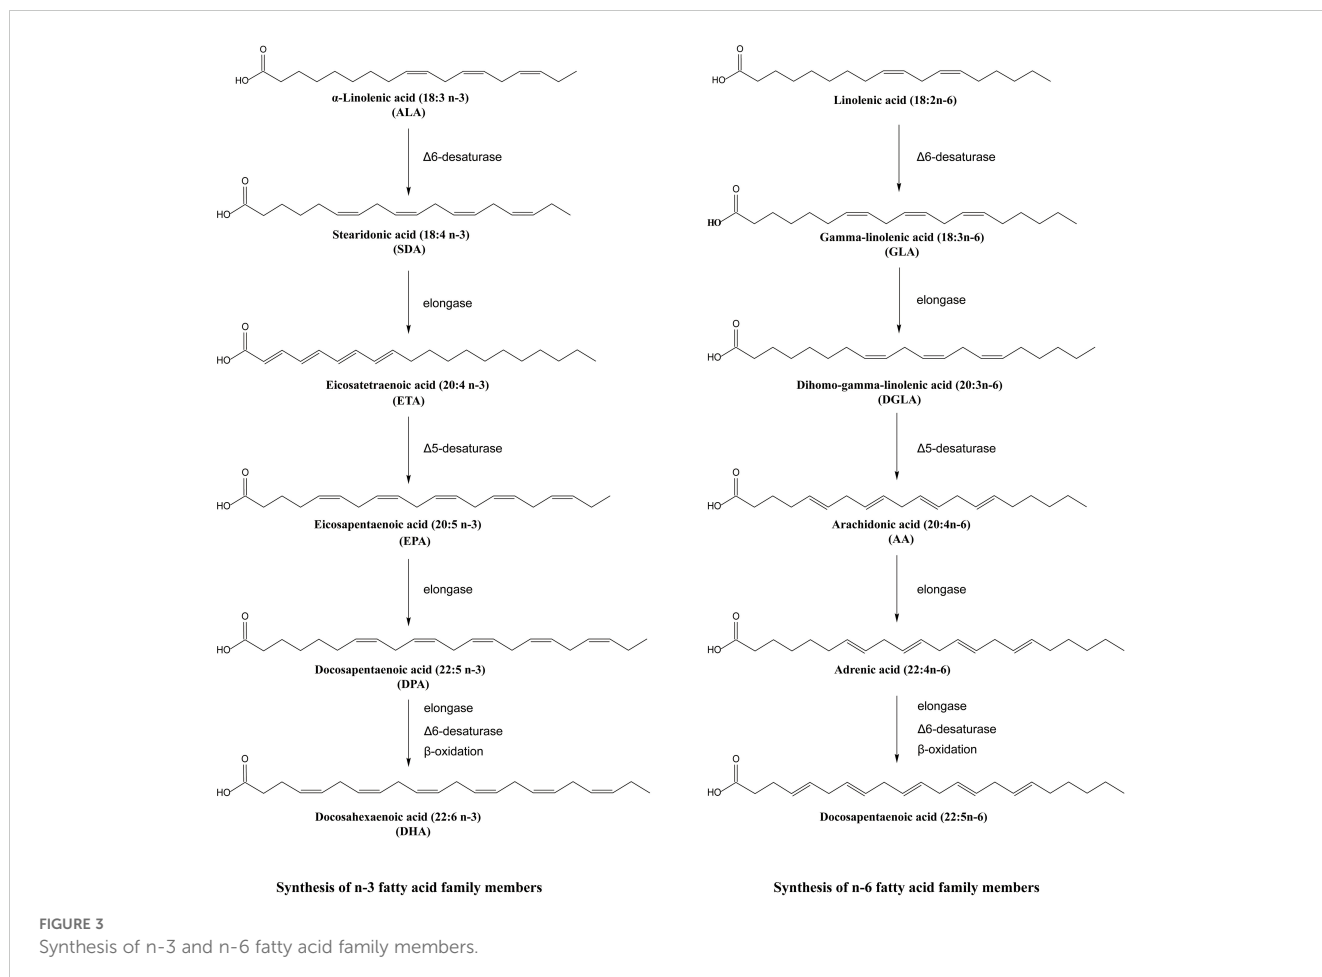 O
HO
α-Linolenic acid (18:3 n-3)
(ALA)
Δ6-desaturase
O
HO
Stearidonic acid (18:4 n-3)
(SDA)
elongase
O
HO
Eicosatetraenoic acid (20:4 n-3)
(ETA)
Δ5-desaturase
O
HO
Eicosapentaenoic acid (20:5 n-3)
(EPA)
elongase
O
HO
Docosapentaenoic acid (22:5 n-3)
(DPA)
elongase
Δ6-desaturase
β-oxidation
O
HO
Docosahexaenoic acid (22:6 n-3)
(DHA)
Synthesis of n-3 fatty acid family members
O
HO
Linolenic acid (18:2n-6)
Δ6-desaturase
O
HO
Gamma-linolenic acid (18:3n-6)
(GLA)
elongase
O
HO
Dihomo-gamma-linolenic acid (20:3n-6)
(DGLA)
Δ5-desaturase
O
HO
Arachidonic acid (20:4n-6)
(AA)
elongase
O
HO
Adrenic acid (22:4n-6)
elongase
Δ6-desaturase
β-oxidation
O
HO
Docosapentaenoic acid (22:5n-6)
Synthesis of n-6 fatty acid family members
FIGURE 3
Synthesis of n-3 and n-6 fatty acid family members.